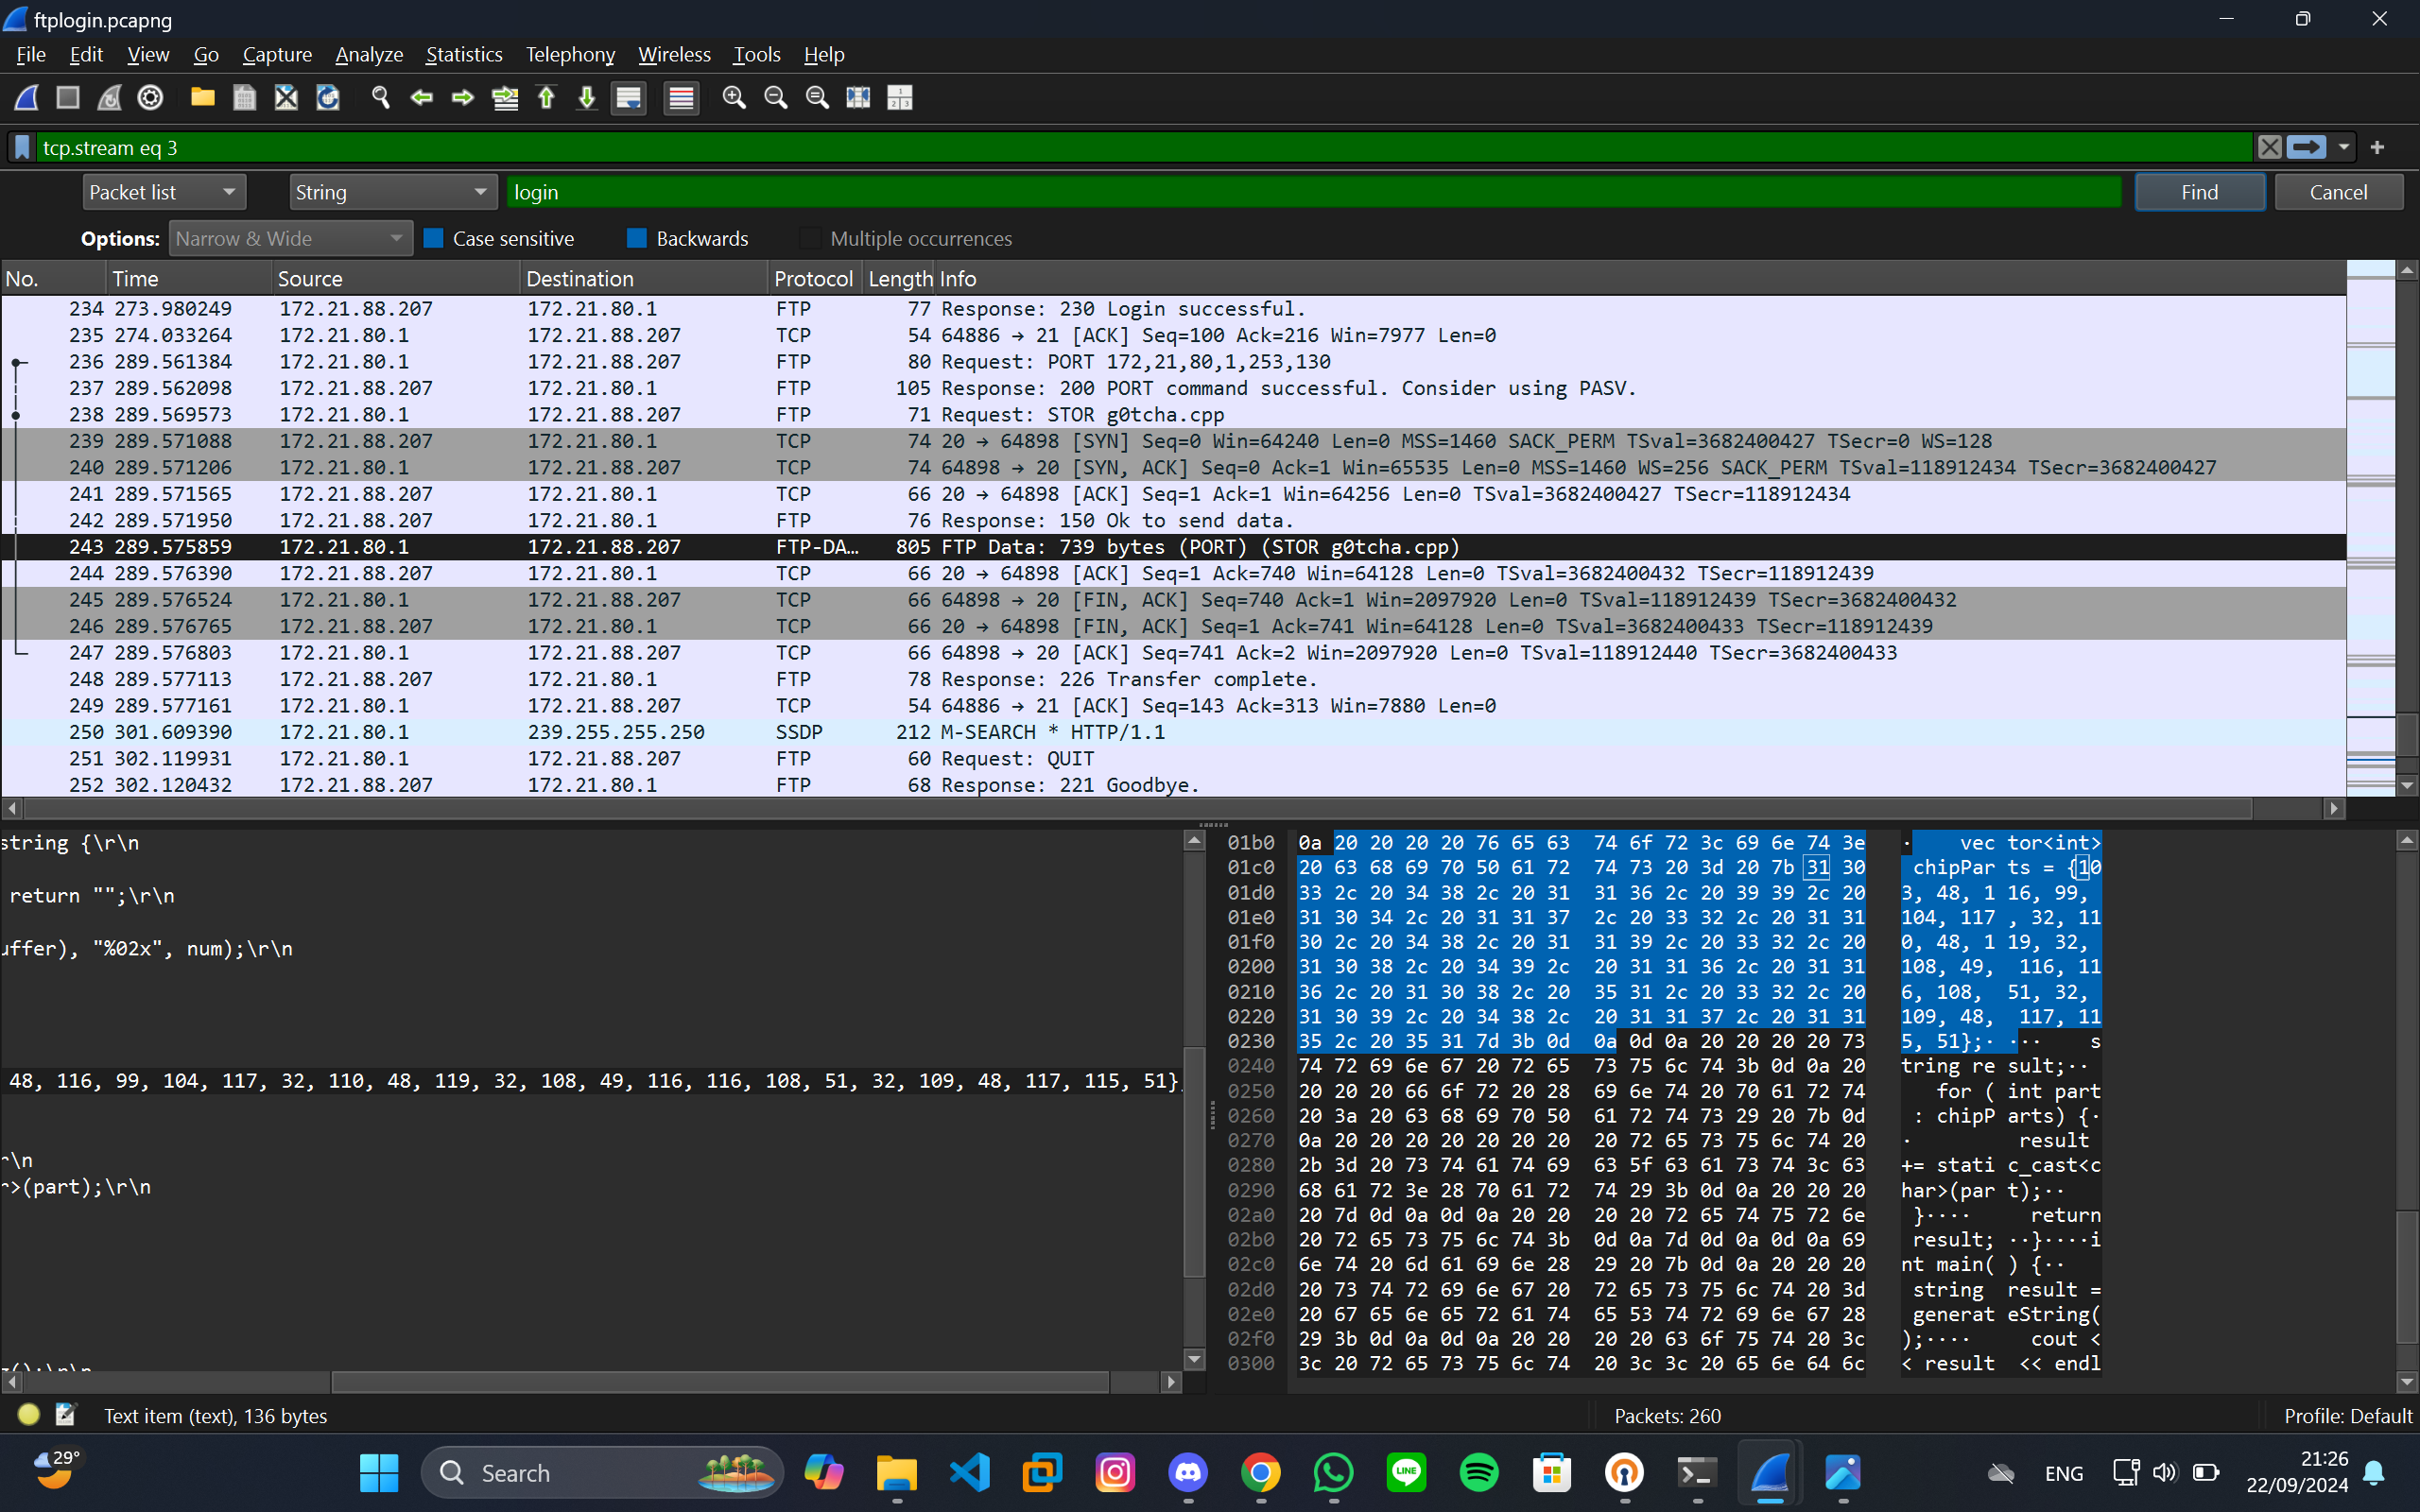 ftplogin.pcapng
File Edit View Go Capture Analyze Statistics Telephony Wireless Tools Help
tcp.stream eq 3
Packet list String login Find Cancel
Options: Narrow & Wide Case sensitive Backwards Multiple occurrences
No. Time Source Destination Protocol Length Info
234 273.980249 172.21.88.207 172.21.80.1 FTP 77 Response: 230 Login successful.
235 274.033264 172.21.80.1 172.21.88.207 TCP 54 64886 → 21 [ACK] Seq=100 Ack=216 Win=7977 Len=0
236 289.561384 172.21.80.1 172.21.88.207 FTP 80 Request: PORT 172,21,80,1,253,130
237 289.562098 172.21.88.207 172.21.80.1 FTP 105 Response: 200 PORT command successful. Consider using PASV.
238 289.569573 172.21.80.1 172.21.88.207 FTP 71 Request: STOR g0tcha.cpp
239 289.571088 172.21.88.207 172.21.80.1 TCP 74 20 → 64898 [SYN] Seq=0 Win=64240 Len=0 MSS=1460 SACK_PERM TSval=3682400427 TSecr=0 WS=128
240 289.571206 172.21.80.1 172.21.88.207 TCP 74 64898 → 20 [SYN, ACK] Seq=0 Ack=1 Win=65535 Len=0 MSS=1460 WS=256 SACK_PERM TSval=118912434 TSecr=3682400427
241 289.571565 172.21.88.207 172.21.80.1 TCP 66 20 → 64898 [ACK] Seq=1 Ack=1 Win=64256 Len=0 TSval=3682400427 TSecr=118912434
242 289.571950 172.21.88.207 172.21.80.1 FTP 76 Response: 150 Ok to send data.
243 289.575859 172.21.80.1 172.21.88.207 FTP-DA… 805 FTP Data: 739 bytes (PORT) (STOR g0tcha.cpp)
244 289.576390 172.21.88.207 172.21.80.1 TCP 66 20 → 64898 [ACK] Seq=1 Ack=740 Win=64128 Len=0 TSval=3682400432 TSecr=118912439
245 289.576524 172.21.80.1 172.21.88.207 TCP 66 64898 → 20 [FIN, ACK] Seq=740 Ack=1 Win=2097920 Len=0 TSval=118912439 TSecr=3682400432
246 289.576765 172.21.88.207 172.21.80.1 TCP 66 20 → 64898 [FIN, ACK] Seq=1 Ack=741 Win=64128 Len=0 TSval=3682400433 TSecr=118912439
247 289.576803 172.21.80.1 172.21.88.207 TCP 66 64898 → 20 [ACK] Seq=741 Ack=2 Win=2097920 Len=0 TSval=118912440 TSecr=3682400433
248 289.577113 172.21.88.207 172.21.80.1 FTP 78 Response: 226 Transfer complete.
249 289.577161 172.21.80.1 172.21.88.207 TCP 54 64886 → 21 [ACK] Seq=143 Ack=313 Win=7880 Len=0
250 301.609390 172.21.80.1 239.255.255.250 SSDP 212 M-SEARCH * HTTP/1.1
251 302.119931 172.21.80.1 172.21.88.207 FTP 60 Request: QUIT
252 302.120432 172.21.88.207 172.21.80.1 FTP 68 Response: 221 Goodbye.
string {\r\n
return "";\r\n
uffer), "%02x", num);\r\n
48, 116, 99, 104, 117, 32, 110, 48, 119, 32, 108, 49, 116, 116, 108, 51, 32, 109, 48, 117, 115, 51}
\n
>(part);\r\n
01b0 0a 20 20 20 20 76 65 63 74 6f 72 3c 69 6e 74 3e · vec tor<int>
01c0 20 63 68 69 70 50 61 72 74 73 20 3d 20 7b 31 30 chipPar ts = {10
01d0 33 2c 20 34 38 2c 20 31 31 36 2c 20 39 39 2c 20 3, 48, 1 16, 99,
01e0 31 30 34 2c 20 31 31 37 2c 20 33 32 2c 20 31 31 104, 117 , 32, 11
01f0 30 2c 20 34 38 2c 20 31 31 39 2c 20 33 32 2c 20 0, 48, 1 19, 32,
0200 31 30 38 2c 20 34 39 2c 20 31 31 36 2c 20 31 31 108, 49, 116, 11
0210 36 2c 20 31 30 38 2c 20 35 31 2c 20 33 32 2c 20 6, 108, 51, 32,
0220 31 30 39 2c 20 34 38 2c 20 31 31 37 2c 20 31 31 109, 48, 117, 11
0230 35 2c 20 35 31 7d 3b 0d 0a 0d 0a 20 20 20 20 73 5, 51};· ··· s
0240 74 72 69 6e 67 20 72 65 73 75 6c 74 3b 0d 0a 20 tring re sult;··
0250 20 20 20 66 6f 72 20 28 69 6e 74 20 70 61 72 74 for ( int part
0260 20 3a 20 63 68 69 70 50 61 72 74 73 29 20 7b 0d : chipP arts) {·
0270 0a 20 20 20 20 20 20 20 20 72 65 73 75 6c 74 20 · result
0280 2b 3d 20 73 74 61 74 69 63 5f 63 61 73 74 3c 63 += stati c_cast<c
0290 68 61 72 3e 28 70 61 72 74 29 3b 0d 0a 20 20 20 har>(par t);··
02a0 20 7d 0d 0a 0d 0a 20 20 20 20 72 65 74 75 72 6e }···· return
02b0 20 72 65 73 75 6c 74 3b 0d 0a 7d 0d 0a 0d 0a 69 result; ··}····i
02c0 6e 74 20 6d 61 69 6e 28 29 20 7b 0d 0a 20 20 20 nt main( ) {··
02d0 20 73 74 72 69 6e 67 20 72 65 73 75 6c 74 20 3d string result =
02e0 20 67 65 6e 65 72 61 74 65 53 74 72 69 6e 67 28 generat eString(
02f0 29 3b 0d 0a 0d 0a 20 20 20 20 63 6f 75 74 20 3c );···· cout <
0300 3c 20 72 65 73 75 6c 74 20 3c 3c 20 65 6e 64 6c < result << endl
Text item (text), 136 bytes Packets: 260 Profile: Default
29° Search LINE ENG 21:26
22/09/2024